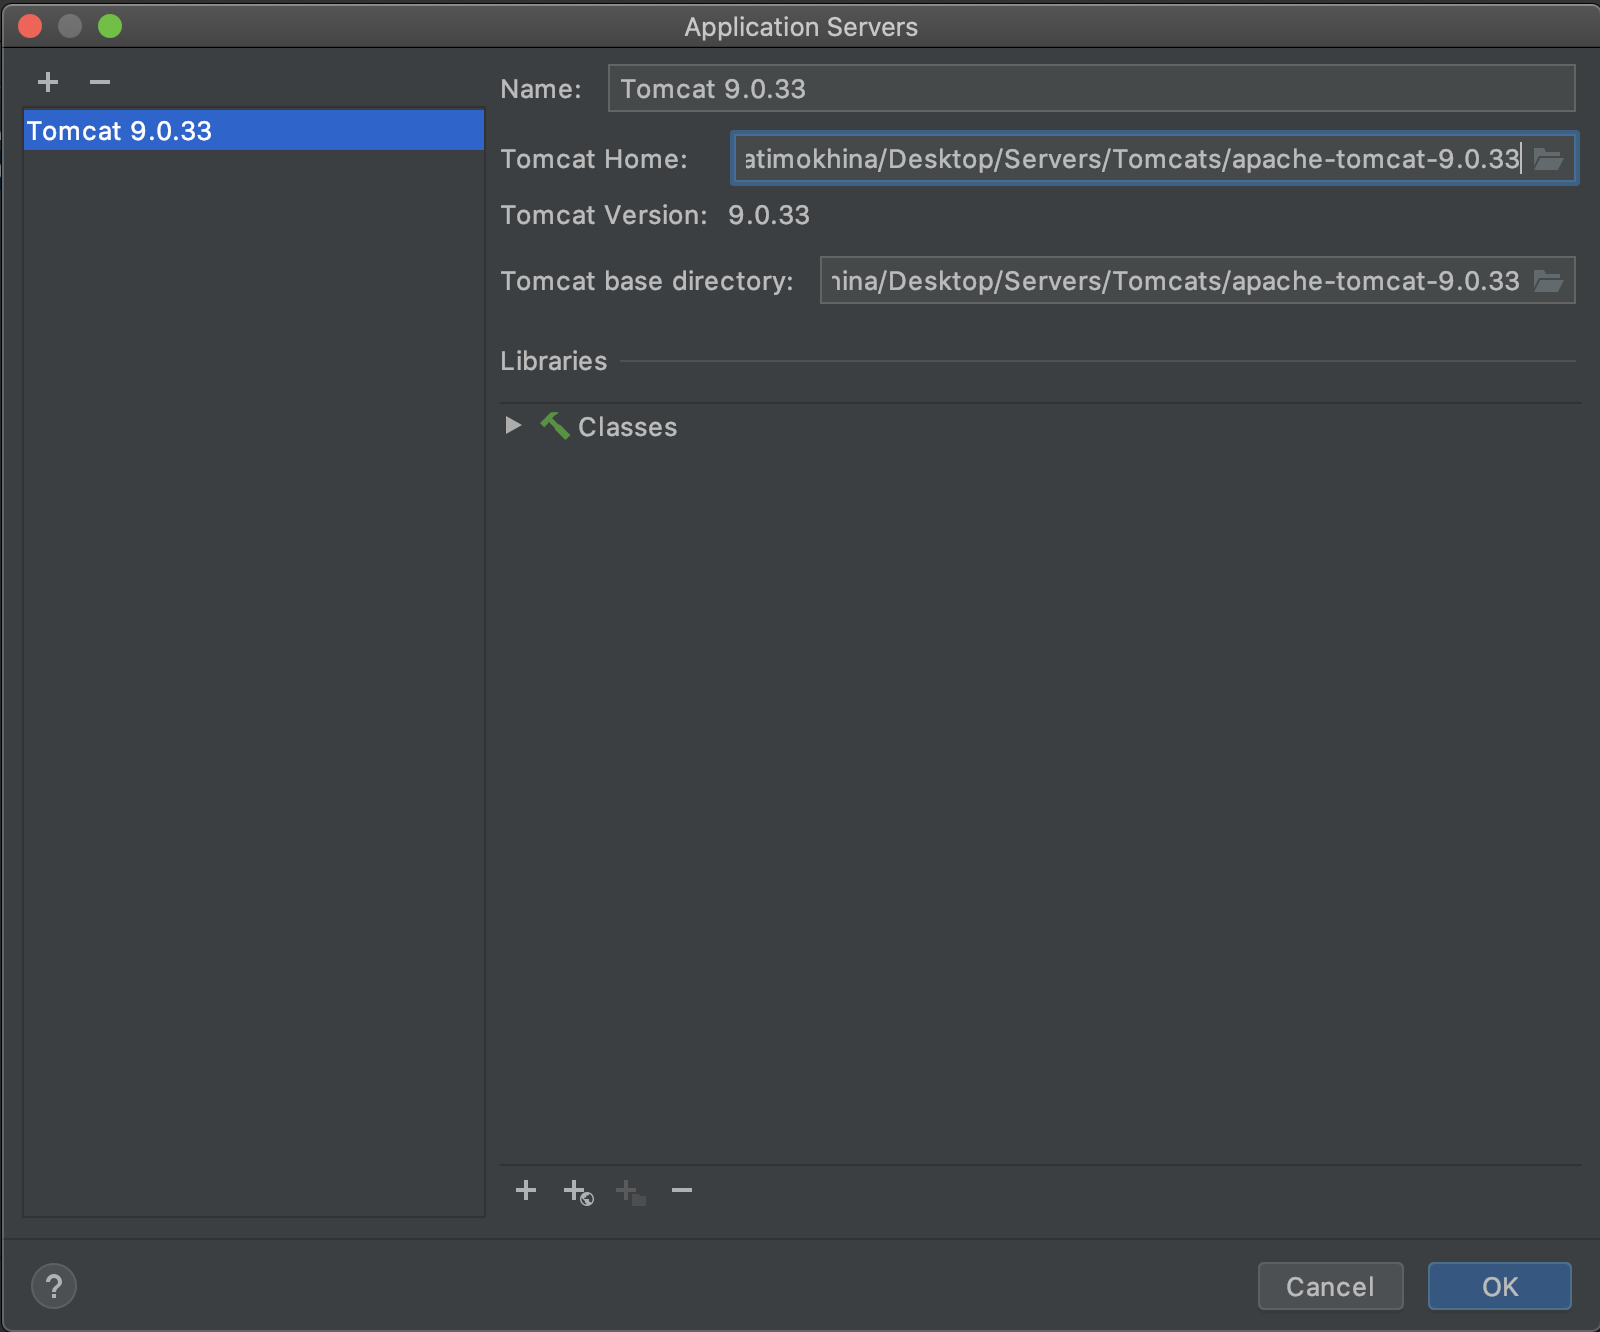 Application Servers
Tomcat 9.0.33
Name: Tomcat 9.0.33
Tomcat Home: atimokhina/Desktop/Servers/Tomcats/apache-tomcat-9.0.33
Tomcat Version: 9.0.33
Tomcat base directory: hina/Desktop/Servers/Tomcats/apache-tomcat-9.0.33
Libraries
Classes
?
Cancel
OK